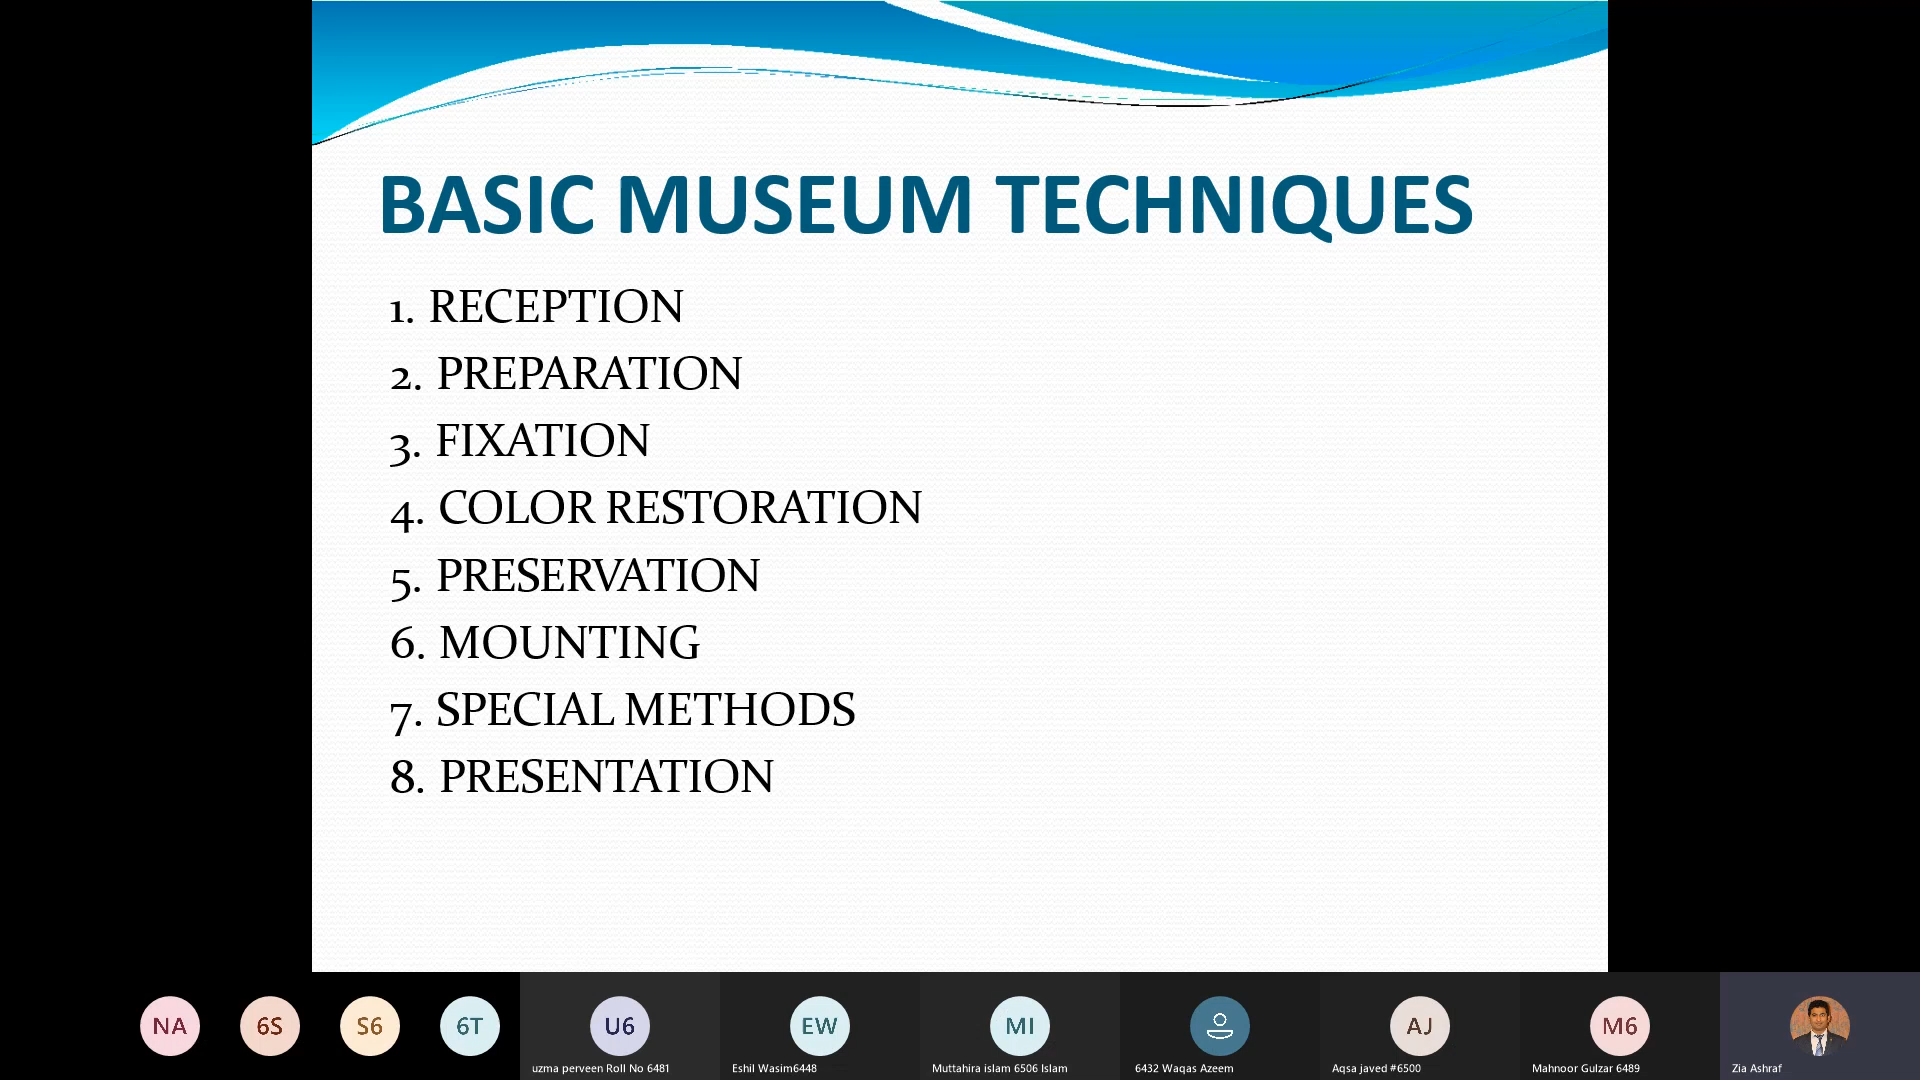 BASIC MUSEUM TECHNIQUES
1. RECEPTION
2. PREPARATION
3. FIXATION
4. COLOR RESTORATION
5. PRESERVATION
6. MOUNTING
7. SPECIAL METHODS
8. PRESENTATION
NA 6S S6 6T U6 EW MI AJ M6
uzma perveen Roll No 6481 Eshil Wasim6448 Muttahira islam 6506 Islam 6432 Waqas Azeem Aqsa javed #6500 Mahnoor Gulzar 6489 Zia Ashraf